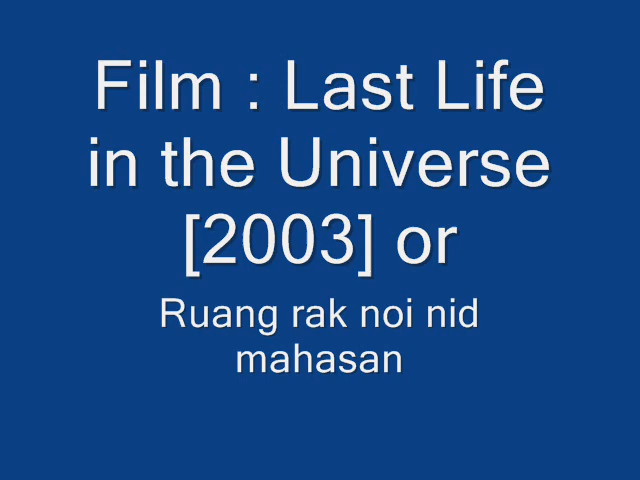 Film : Last Life
in the Universe
[2003] or
Ruang rak noi nid
mahasan